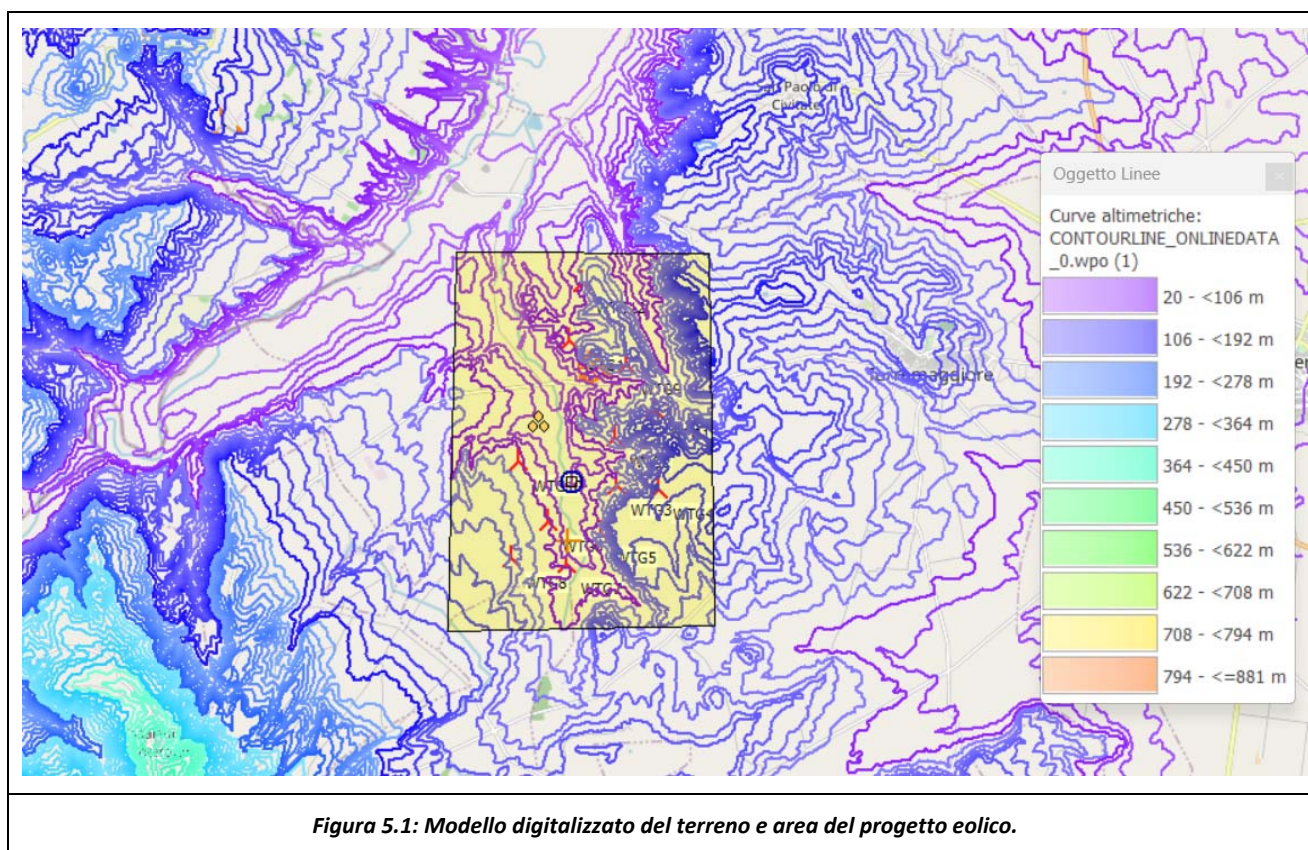 Paolo di
Civitate
Oggetto Linee
Curve altimetriche:
CONTOURLINE_ONLINEDATA
_0.wpo (1)
20 - <106 m
106 - <192 m
192 - <278 m
278 - <364 m
364 - <450 m
450 - <536 m
536 - <622 m
622 - <708 m
708 - <794 m
794 - <=881 m
Torremaggiore
WTG9
WTG3
WTG5
WTG8
Figura 5.1: Modello digitalizzato del terreno e area del progetto eolico.